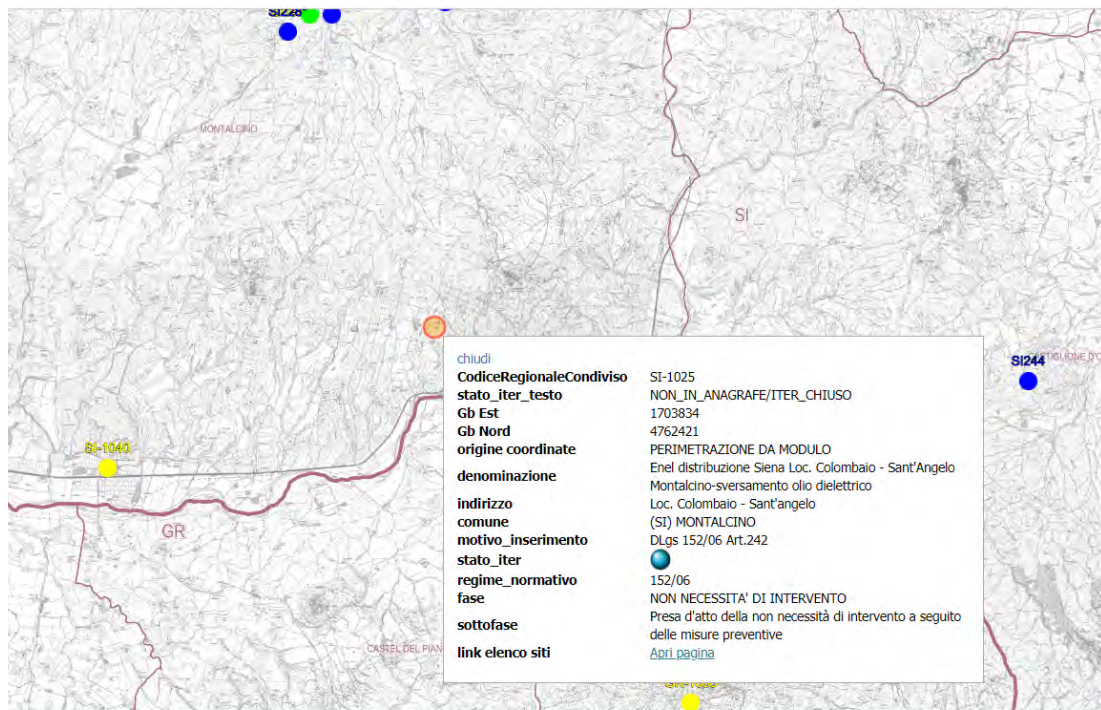 SI228
MONTALCINO
SI
chiudi
CodiceRegionaleCondiviso SI-1025
stato_iter_testo NON_IN_ANAGRAFE/ITER_CHIUSO
Gb Est 1703834
Gb Nord 4762421
origine coordinate PERIMETRAZIONE DA MODULO
denominazione Enel distribuzione Siena Loc. Colombaio - Sant'Angelo
Montalcino-sversamento olio dielettrico
indirizzo Loc. Colombaio - Sant'angelo
comune (SI) MONTALCINO
motivo_inserimento DLgs 152/06 Art.242
stato_iter
regime_normativo 152/06
fase NON NECESSITA' DI INTERVENTO
sottofase Presa d'atto della non necessità di intervento a seguito
delle misure preventive
link elenco siti Apri pagina
SI244
TIGLIONE D'O
SI-1040
GR
CASTEL DEL PIAN